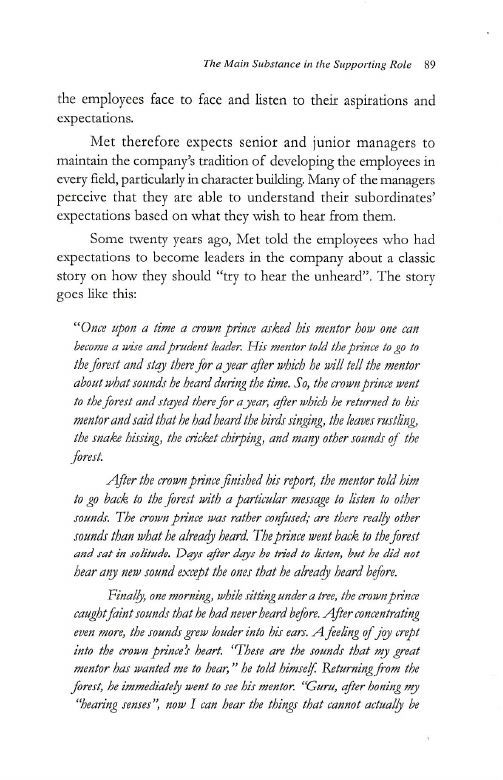 The Main Substance in the Supporting Role 89
the employees face to face and listen to their aspirations and
expectations.
Met therefore expects senior and junior managers to
maintain the company's tradition of developing the employees in
every field, particularly in character building. Many of the managers
perceive that they are able to understand their subordinates'
expectations based on what they wish to hear from them.
Some twenty years ago, Met told the employees who had
expectations to become leaders in the company about a classic
story on how they should "try to hear the unheard". The story
goes like this:
"Once upon a time a crown prince asked his mentor how one can
become a wise and prudent leader. His mentor told the prince to go to
the forest and stay there for a year after which he will tell the mentor
about what sounds he heard during the time. So, the crown prince went
to the forest and stayed there for a year, after which he returned to his
mentor and said that he had heard the birds singing, the leaves rustling,
the snake hissing, the cricket chirping, and many other sounds of the
forest.
After the crown prince finished his report, the mentor told him
to go back to the forest with a particular message to listen to other
sounds. The crown prince was rather confused; are there really other
sounds than what he already heard. The prince went back to the forest
and sat in solitude. Days after days he tried to listen, but he did not
hear any new sound except the ones that he already heard before.
Finally, one morning, while sitting under a tree, the crown prince
caught faint sounds that he had never heard before. After concentrating
even more, the sounds grew louder into his ears. A feeling of joy crept
into the crown prince's heart. "These are the sounds that my great
mentor has wanted me to hear," he told himself. Returning from the
forest, he immediately went to see his mentor. "Guru, after honing my
"hearing senses", now I can hear the things that cannot actually be